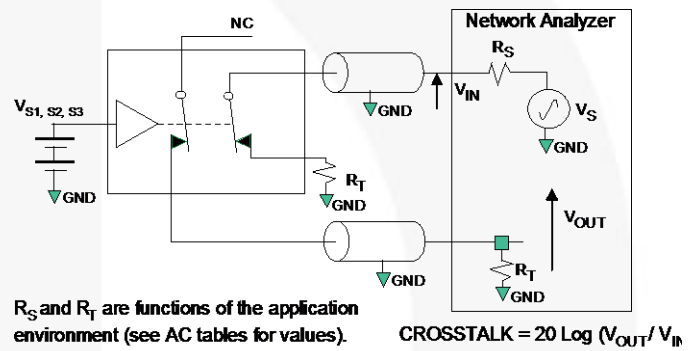 Network Analyzer
NC
R_S
V_IN
GND
V_S
GND
V_S1, S2, S3
GND
R_T
GND
V_OUT
GND
R_T
GND
R_S and R_T are functions of the application
environment (see AC tables for values).
CROSSTALK = 20 Log (V_OUT/ V_IN